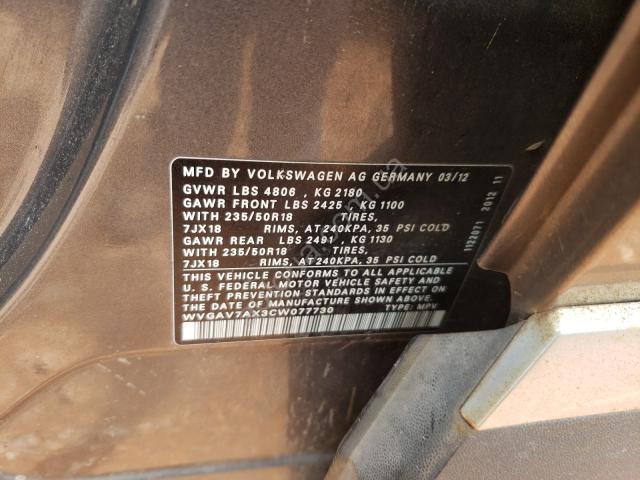 MFD BY VOLKSWAGEN AG GERMANY 03/12
GVWR LBS 4806 , KG 2180
GAWR FRONT LBS 2425 , KG 1100
WITH 235/50R18 TIRES,
7JX18 RIMS, AT 240KPA, 35 PSI COLD
GAWR REAR LBS 2491 , KG 1130
WITH 235/50R18 TIRES,
7JX18 RIMS, AT 240KPA, 35 PSI COLD
THIS VEHICLE CONFORMS TO ALL APPLICABLE
U. S. FEDERAL MOTOR VEHICLE SAFETY AND
THEFT PREVENTION STANDARDS IN EFFECT ON
THE DATE OF MANUFACTURE SHOWN ABOVE.
WVGAV7AX3CW077730 TYPE: MPV
1122071 2012 11